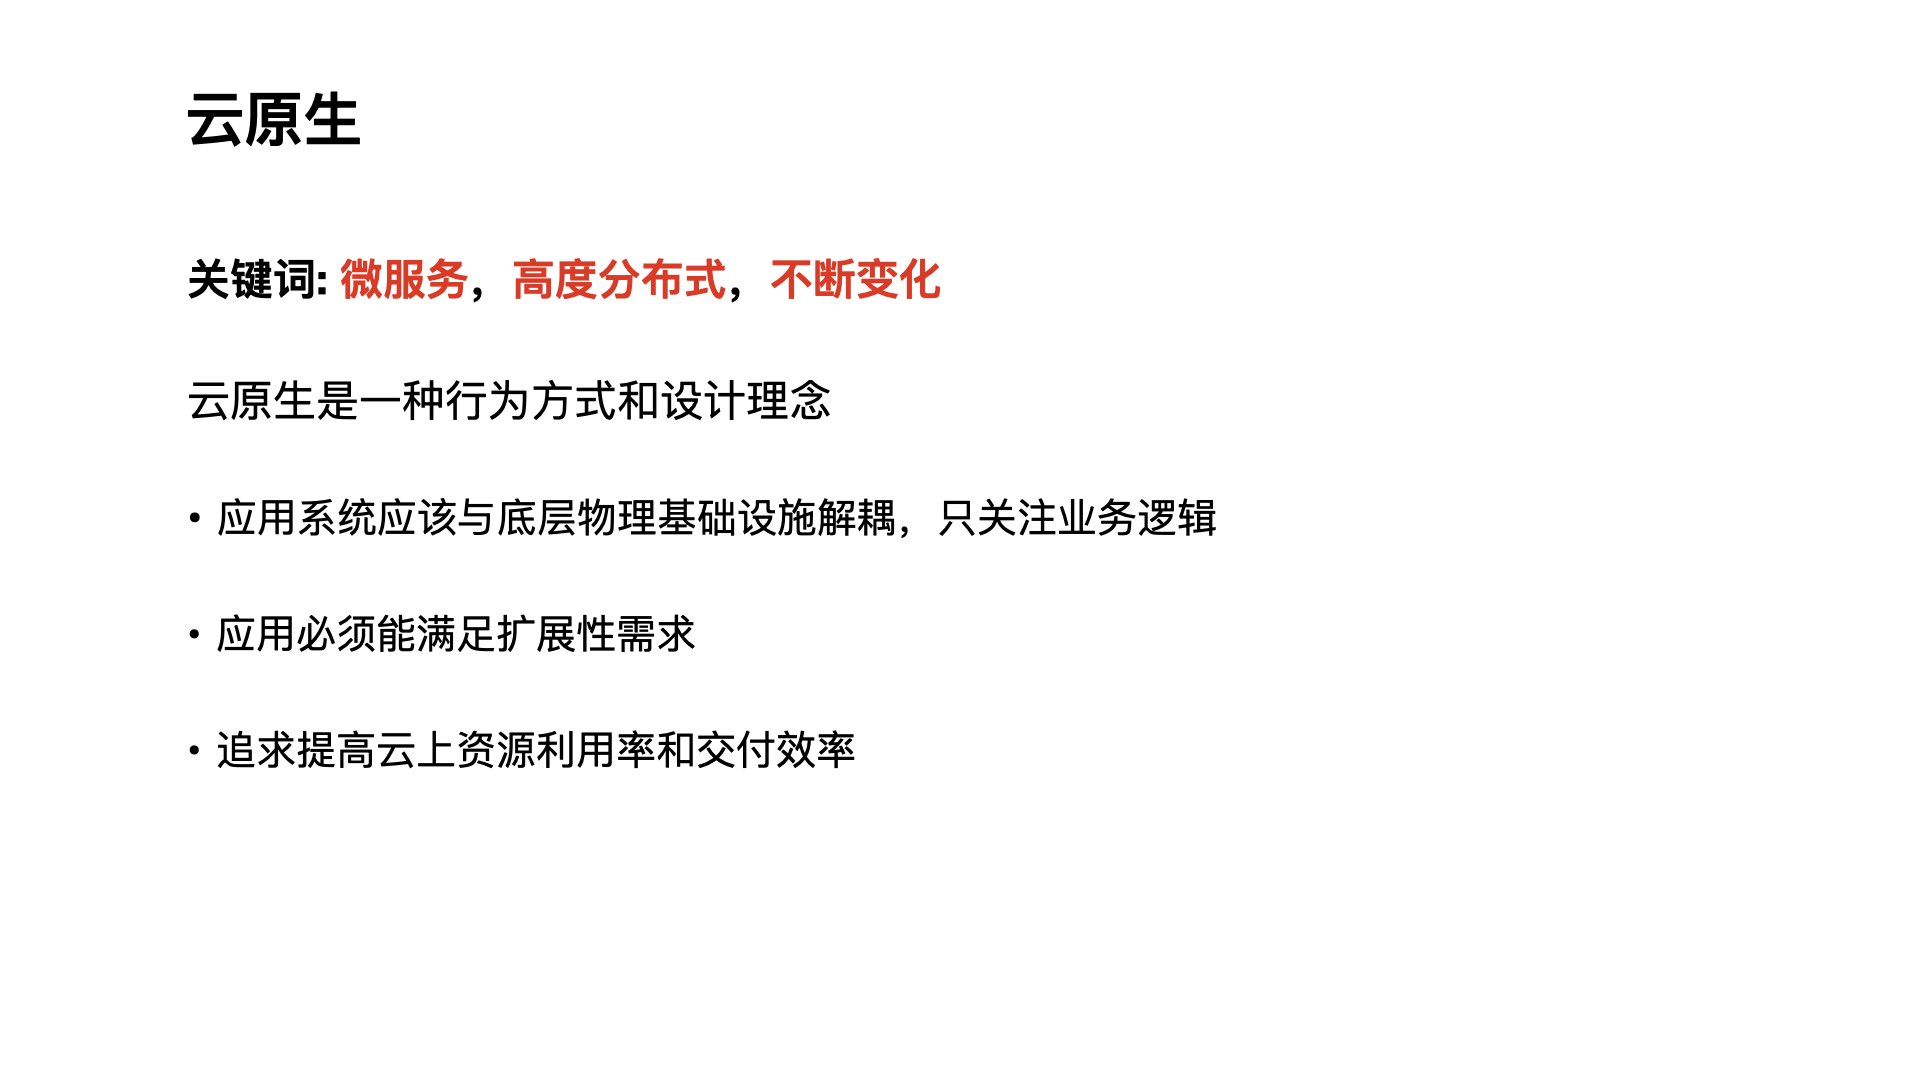 云原生
关键词: 微服务，高度分布式，不断变化
云原生是一种行为方式和设计理念
• 应用系统应该与底层物理基础设施解耦，只关注业务逻辑
• 应用必须能满足扩展性需求
• 追求提高云上资源利用率和交付效率